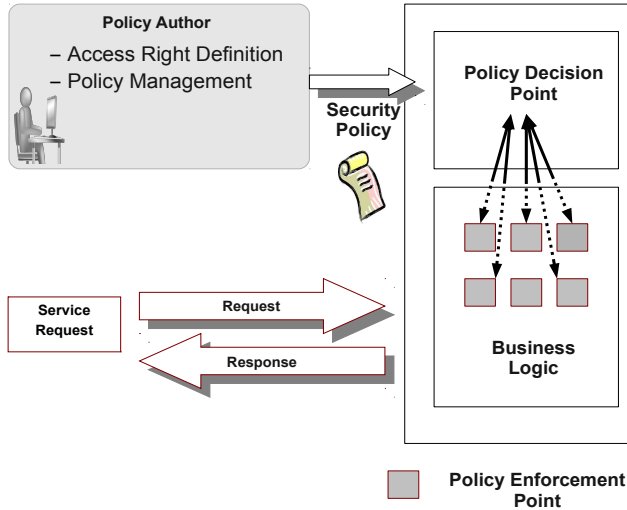 Policy Author
– Access Right Definition
– Policy Management
Security
Policy
Policy Decision
Point
Service
Request
Request
Response
Business
Logic
Policy Enforcement
Point